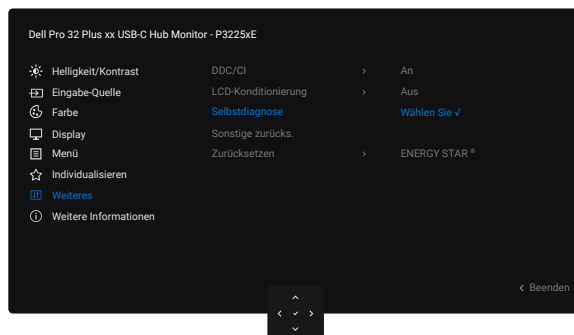 Dell Pro 32 Plus xx USB-C Hub Monitor - P3225xE
Helligkeit/Kontrast DDC/CI > An
Eingabe-Quelle LCD-Konditionierung > Aus
Farbe Selbstdiagnose Wählen Sie √
Display Sonstige zurücks.
Menü Zurücksetzen > ENERGY STAR ®
Individualisieren
Weiteres
Weitere Informationen
< Beenden